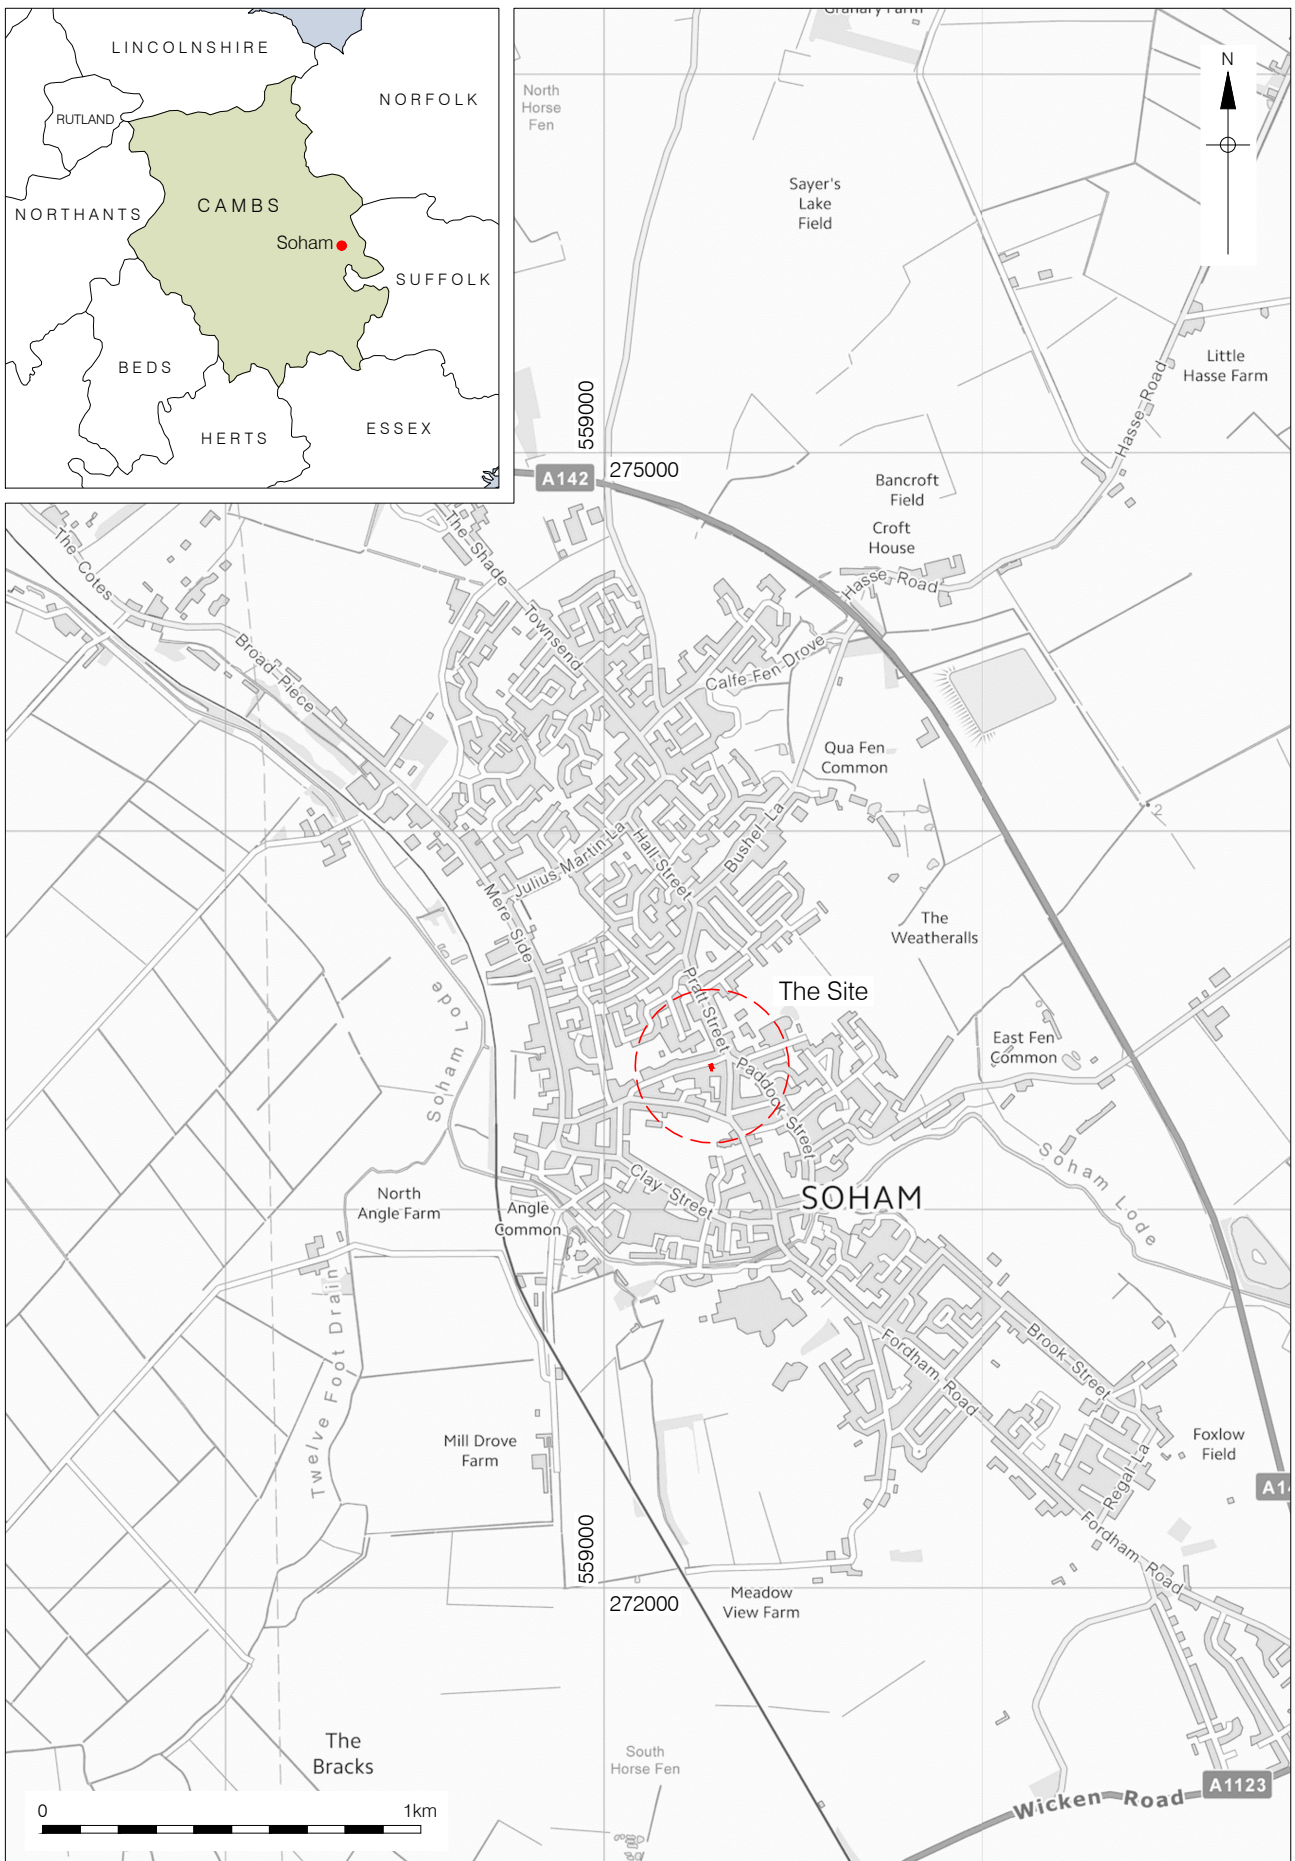 LINCOLNSHIRE
NORFOLK
RUTLAND
CAMBS
NORTHANTS
Soham
SUFFOLK
BEDS
HERTS
ESSEX
Granary Farm
North
Horse
Fen
N
Sayer's
Lake
Field
Little
Hasse Farm
Hasse Road
559000
275000
A142
Bancroft
Field
Croft
House
Hasse Road
The Cotes
The Shade
Townsend
Broad Piece
Calfe Fen Drove
Qua Fen
Common
Julius Martin La
Hall Street
Bushel La
Mere Side
The
Weatheralls
Pratt Street
The Site
Soham Lode
East Fen
Common
Paddock Street
Soham Lode
Clay Street
SOHAM
North
Angle Farm
Angle
Common
Twelve Foot Drain
Brook Street
Fordham Road
Mill Drove
Farm
Foxlow
Field
Regal La
A14
Fordham Road
559000
272000
Meadow
View Farm
The
Bracks
South
Horse Fen
A1123
Wicken Road
0
1km